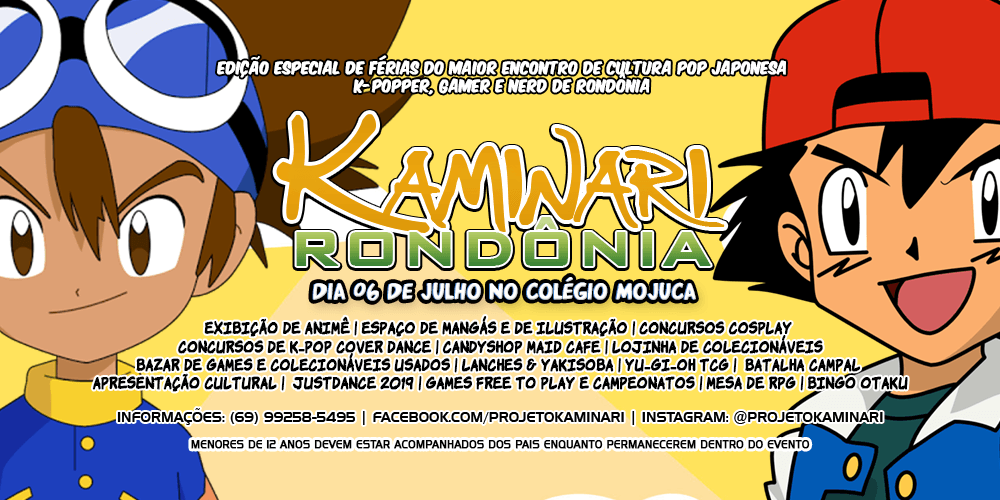 EDIÇÃO ESPECIAL DE FÉRIAS DO MAIOR ENCONTRO DE CULTURA POP JAPONESA
K-POPPER, GAMER E NERD DE RONDÔNIA
KAMINARI
RONDÔNIA
DIA 06 DE JULHO NO COLÉGIO MOJUCA
EXIBIÇÃO DE ANIMÊ | ESPAÇO DE MANGÁS E DE ILUSTRAÇÃO | CONCURSOS COSPLAY
CONCURSOS DE K-POP COVER DANCE | CANDYSHOP MAID CAFE | LOJINHA DE COLECIONÁVEIS
BAZAR DE GAMES E COLECIONÁVEIS USADOS | LANCHES & YAKISOBA | YU-GI-OH TCG | BATALHA CAMPAL
APRESENTAÇÃO CULTURAL | JUSTDANCE 2019 | GAMES FREE TO PLAY E CAMPEONATOS | MESA DE RPG | BINGO OTAKU
INFORMAÇÕES: (69) 99258-5495 | FACEBOOK.COM/PROJETOKAMINARI | INSTAGRAM: @PROJETOKAMINARI
MENORES DE 12 ANOS DEVEM ESTAR ACOMPANHADOS DOS PAIS ENQUANTO PERMANECEREM DENTRO DO EVENTO